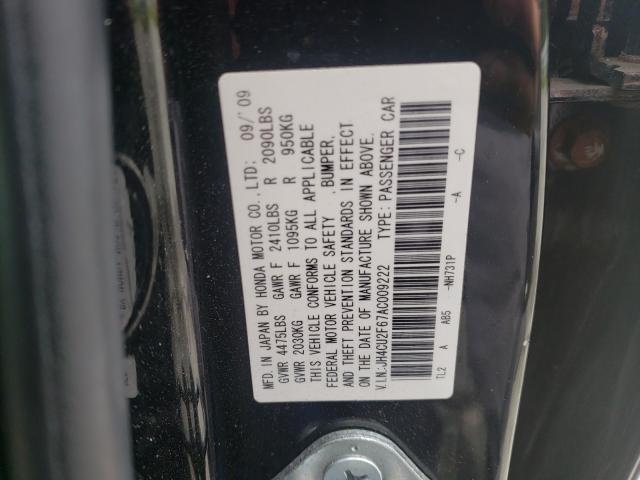 MFD. IN JAPAN BY HONDA MOTOR CO., LTD: 09/'09
GVWR 4475LBS GAWR F 2410LBS R 2090LBS
GVWR 2030KG GAWR F 1095KG R 950KG
THIS VEHICLE CONFORMS TO ALL APPLICABLE
FEDERAL MOTOR VEHICLE SAFETY , BUMPER,
AND THEFT PREVENTION STANDARDS IN EFFECT
ON THE DATE OF MANUFACTURE SHOWN ABOVE.
V.IN:JH4CU2F67AC009222 TYPE: PASSENGER CAR
TL2 A AB5 -NH731P -A -C